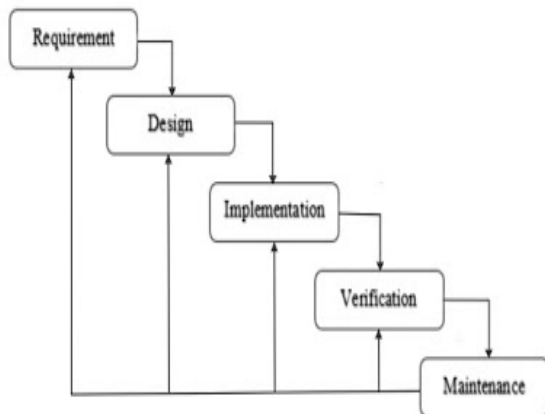 Requirement
Design
Implementation
Verification
Maintenance